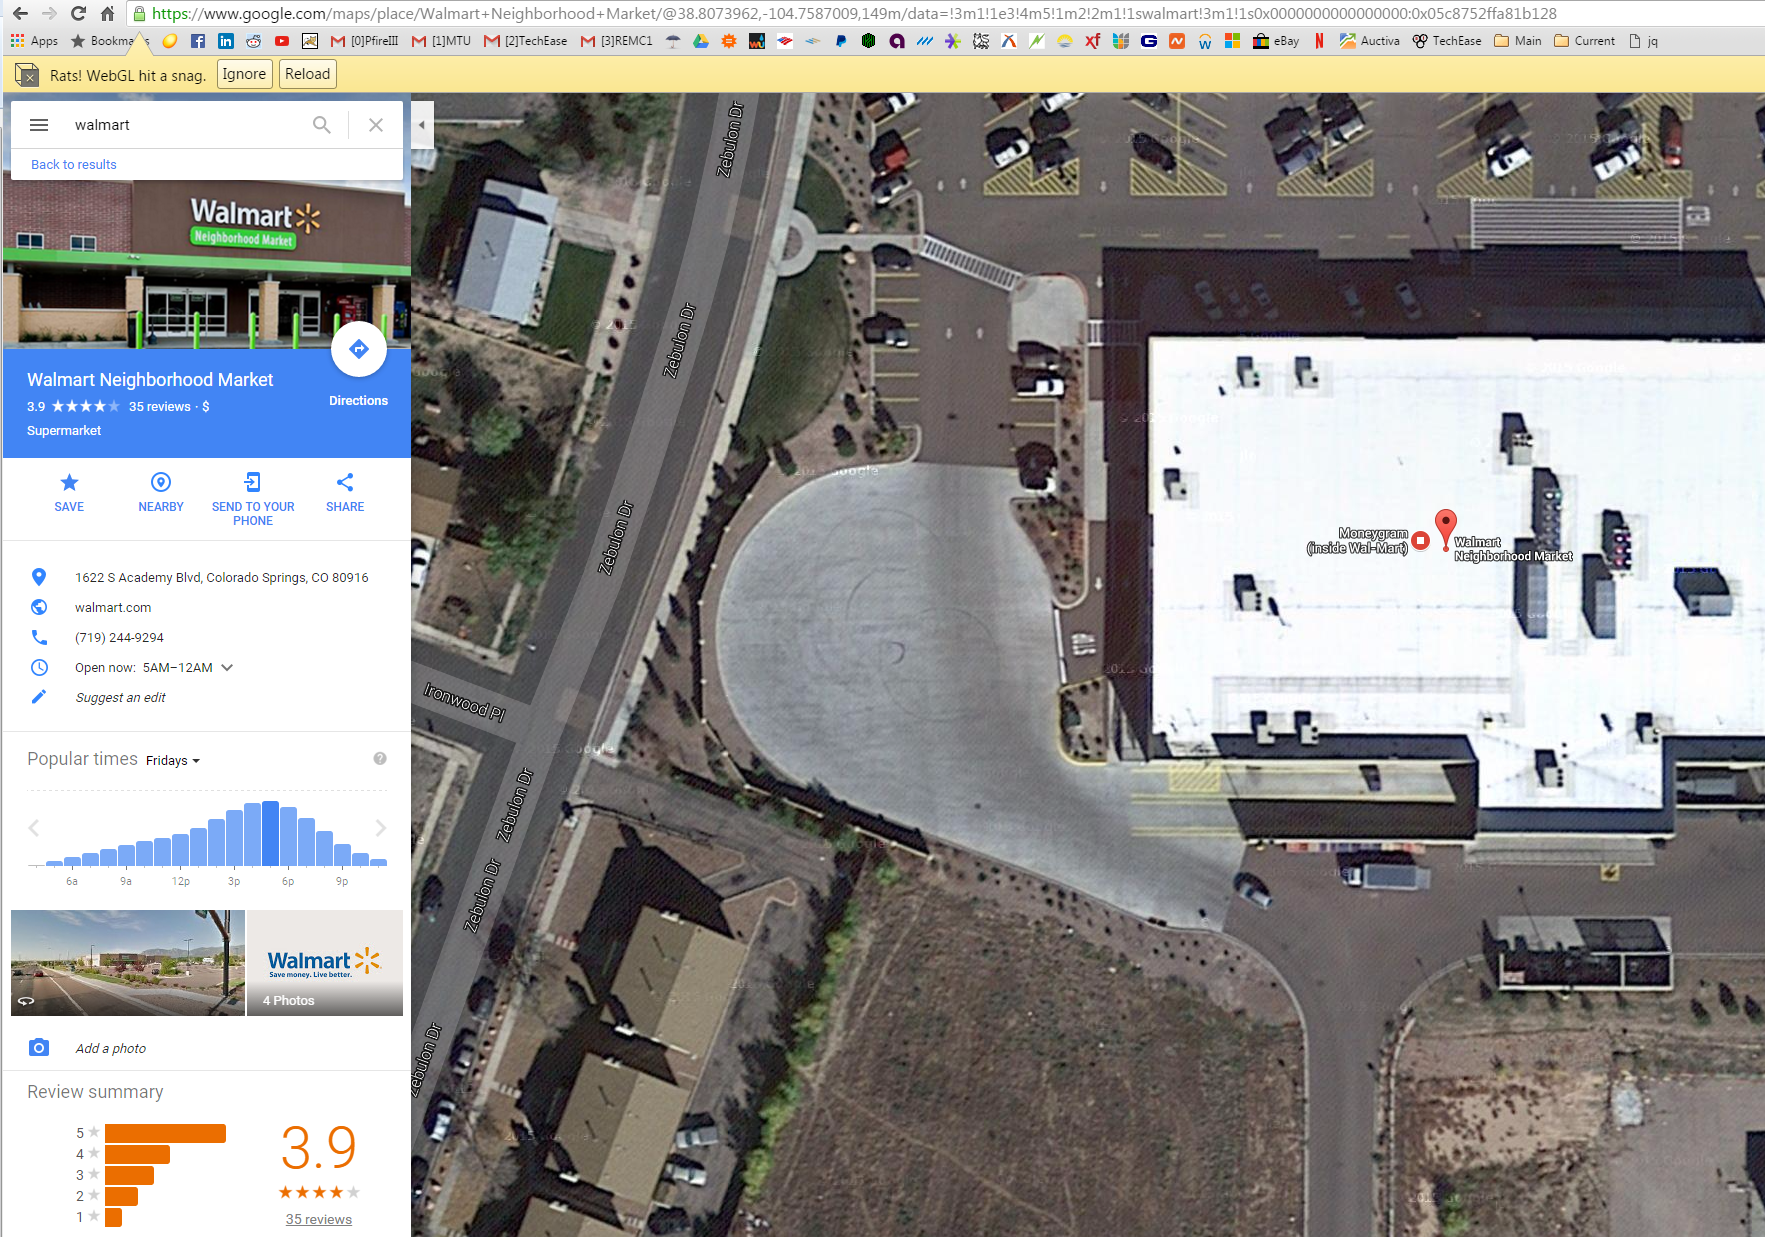 https://www.google.com/maps/place/Walmart+Neighborhood+Market/@38.8073962,-104.7587009,149m/data=!3m1!1e3!4m5!1m2!2m1!1swalmart!3m1!1s0x0000000000000000:0x05c8752ffa81b128
Apps Bookma [0]PfireIII [1]MTU [2]TechEase [3]REMC1 eBay Auctiva TechEase Main Current jq
Rats! WebGL hit a snag. Ignore Reload
walmart
Back to results
Walmart
Neighborhood Market
Walmart Neighborhood Market
3.9 35 reviews · $
Directions
Supermarket
SAVE NEARBY SEND TO YOUR PHONE SHARE
1622 S Academy Blvd, Colorado Springs, CO 80916
walmart.com
(719) 244-9294
Open now: 5AM–12AM
Suggest an edit
Popular times Fridays
6a 9a 12p 3p 6p 9p
Walmart
Save money. Live better.
4 Photos
Add a photo
Review summary
5
4
3
2
1
3.9
35 reviews
Zebulon Dr
Zebulon Dr
Zebulon Dr
Ironwood Pl
Zebulon Dr
Zebulon Dr
Zebulon Dr
Moneygram
(inside Wal-Mart)
Walmart
Neighborhood Market
© 2015 Google